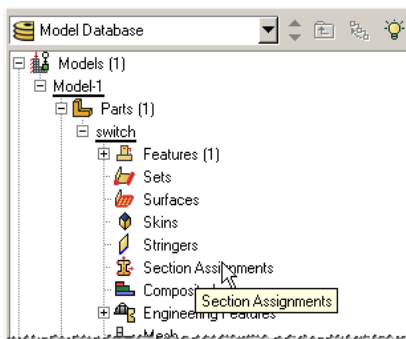 Model Database
Models (1)
Model-1
Parts (1)
switch
Features (1)
Sets
Surfaces
Skins
Stringers
Section Assignments
Section Assignments
Engineering Features
Mesh